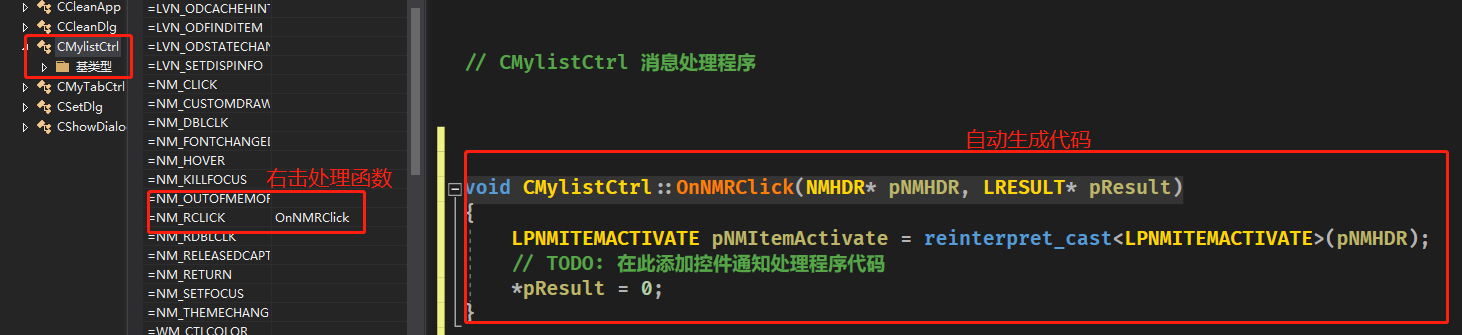 CCleanApp
CCleanDlg
CMylistCtrl
基类型
CMyTabCtrl
CSetDlg
CShowDialo
=LVN_ODCACHEHINT
=LVN_ODFINDITEM
=LVN_ODSTATECHAN
=LVN_SETDISPINFO
=NM_CLICK
=NM_CUSTOMDRAW
=NM_DBLCLK
=NM_FONTCHANGED
=NM_HOVER
=NM_KILLFOCUS
右击处理函数
=NM_OUTOFMEMOR
=NM_RCLICK OnNMRClick
=NM_RDBLCLK
=NM_RELEASEDCAPT
=NM_RETURN
=NM_SETFOCUS
=NM_THEMECHANG
=WM_CTLCOLOR
// CMylistCtrl 消息处理程序
自动生成代码
void CMylistCtrl::OnNMRClick(NMHDR* pNMHDR, LRESULT* pResult)
{
LPNMITEMACTIVATE pNMItemActivate = reinterpret_cast<LPNMITEMACTIVATE>(pNMHDR);
// TODO: 在此添加控件通知处理程序代码
*pResult = 0;
}